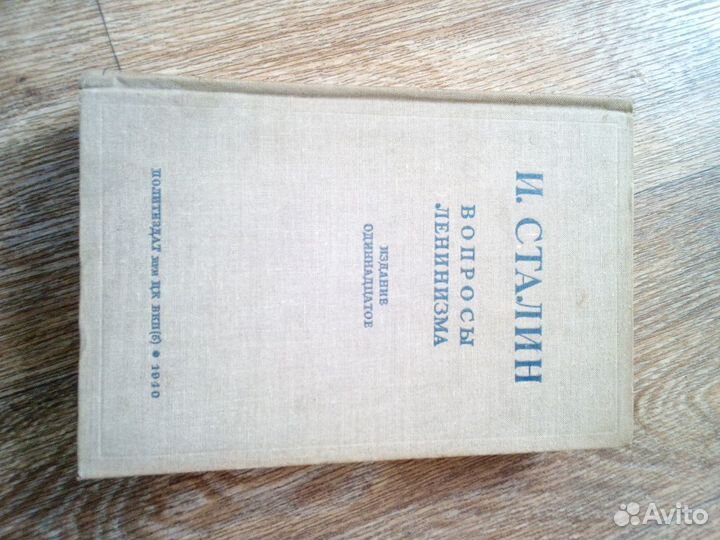 И. СТАЛИН
ВОПРОСЫ
ЛЕНИНИЗМА
ИЗДАНИЕ
ОДИННАДЦАТОЕ
ПОЛИТИЗДАТ ПРИ ЦК ВКП(б) • 1940
Avito